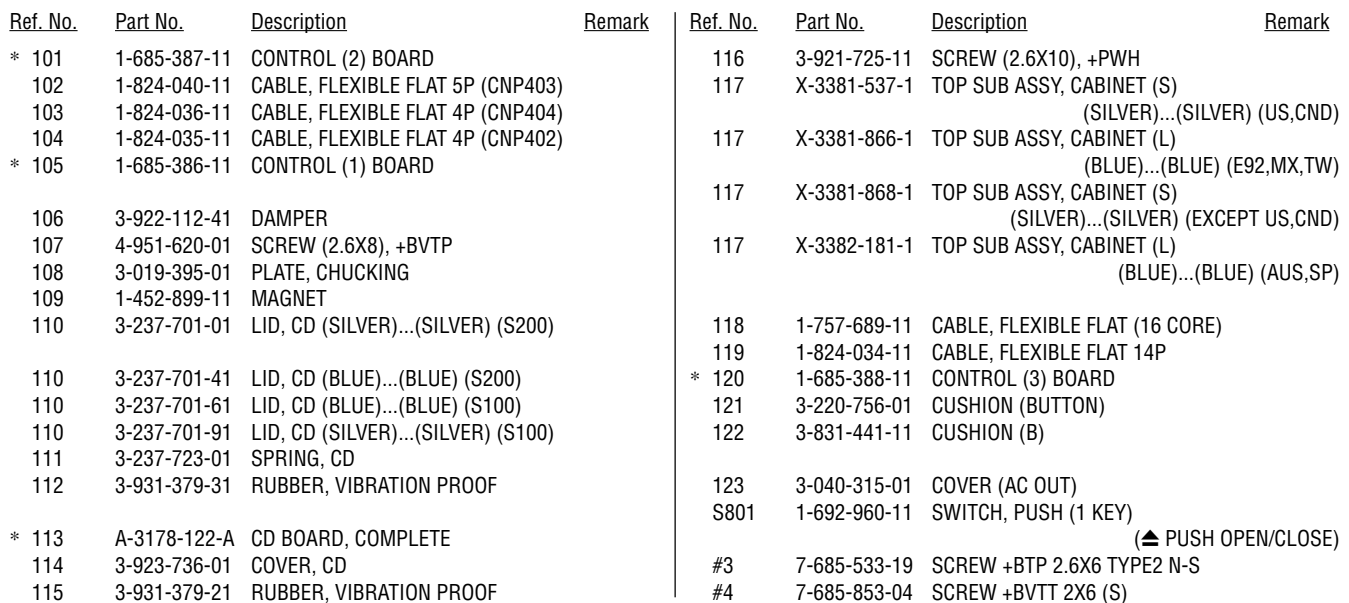 Ref. No. Part No. Description Remark
* 101 1-685-387-11 CONTROL (2) BOARD
102 1-824-040-11 CABLE, FLEXIBLE FLAT 5P (CNP403)
103 1-824-036-11 CABLE, FLEXIBLE FLAT 4P (CNP404)
104 1-824-035-11 CABLE, FLEXIBLE FLAT 4P (CNP402)
* 105 1-685-386-11 CONTROL (1) BOARD
106 3-922-112-41 DAMPER
107 4-951-620-01 SCREW (2.6X8), +BVTP
108 3-019-395-01 PLATE, CHUCKING
109 1-452-899-11 MAGNET
110 3-237-701-01 LID, CD (SILVER)...(SILVER) (S200)
110 3-237-701-41 LID, CD (BLUE)...(BLUE) (S200)
110 3-237-701-61 LID, CD (BLUE)...(BLUE) (S100)
110 3-237-701-91 LID, CD (SILVER)...(SILVER) (S100)
111 3-237-723-01 SPRING, CD
112 3-931-379-31 RUBBER, VIBRATION PROOF
* 113 A-3178-122-A CD BOARD, COMPLETE
114 3-923-736-01 COVER, CD
115 3-931-379-21 RUBBER, VIBRATION PROOF
Ref. No. Part No. Description Remark
116 3-921-725-11 SCREW (2.6X10), +PWH
117 X-3381-537-1 TOP SUB ASSY, CABINET (S)
(SILVER)...(SILVER) (US,CND)
117 X-3381-866-1 TOP SUB ASSY, CABINET (L)
(BLUE)...(BLUE) (E92,MX,TW)
117 X-3381-868-1 TOP SUB ASSY, CABINET (S)
(SILVER)...(SILVER) (EXCEPT US,CND)
117 X-3382-181-1 TOP SUB ASSY, CABINET (L)
(BLUE)...(BLUE) (AUS,SP)
118 1-757-689-11 CABLE, FLEXIBLE FLAT (16 CORE)
119 1-824-034-11 CABLE, FLEXIBLE FLAT 14P
* 120 1-685-388-11 CONTROL (3) BOARD
121 3-220-756-01 CUSHION (BUTTON)
122 3-831-441-11 CUSHION (B)
123 3-040-315-01 COVER (AC OUT)
S801 1-692-960-11 SWITCH, PUSH (1 KEY)
(⏏ PUSH OPEN/CLOSE)
#3 7-685-533-19 SCREW +BTP 2.6X6 TYPE2 N-S
#4 7-685-853-04 SCREW +BVTT 2X6 (S)